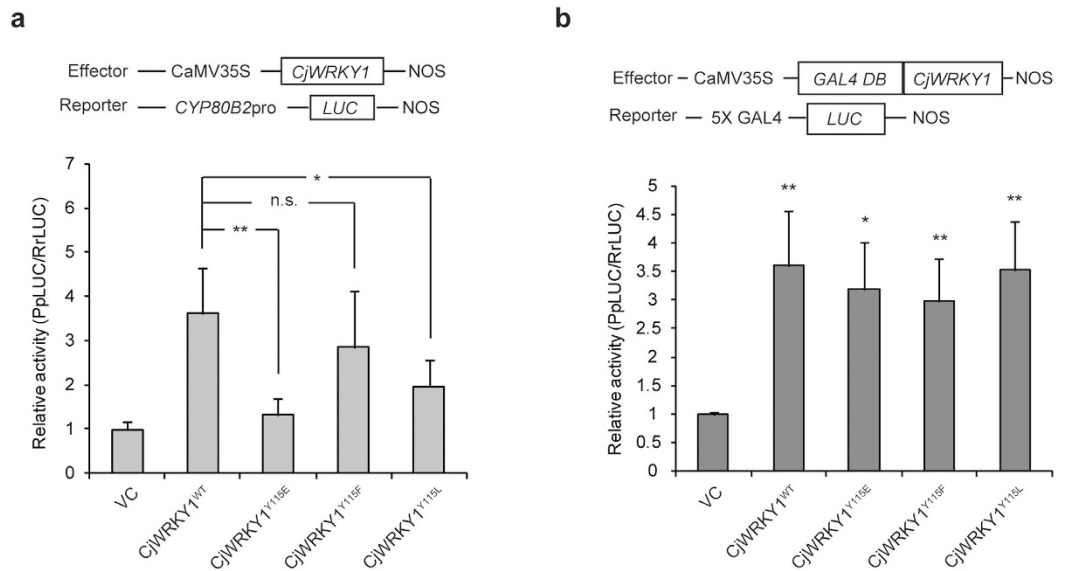 a
Effector CaMV35S CjWRKY1 NOS
Reporter CYP80B2pro LUC NOS
Relative activity (PpLUC/RrLUC)
7
6
5
4
3
2
1
0
*
n.s.
**
VC
CjWRKY1WT
CjWRKY1Y115E
CjWRKY1Y115F
CjWRKY1Y115L
b
Effector CaMV35S GAL4 DB CjWRKY1 NOS
Reporter 5X GAL4 LUC NOS
Relative activity (PpLUC/RrLUC)
5
4.5
4
3.5
3
2.5
2
1.5
1
0.5
0
**
*
**
**
VC
CjWRKY1WT
CjWRKY1Y115E
CjWRKY1Y115F
CjWRKY1Y115L